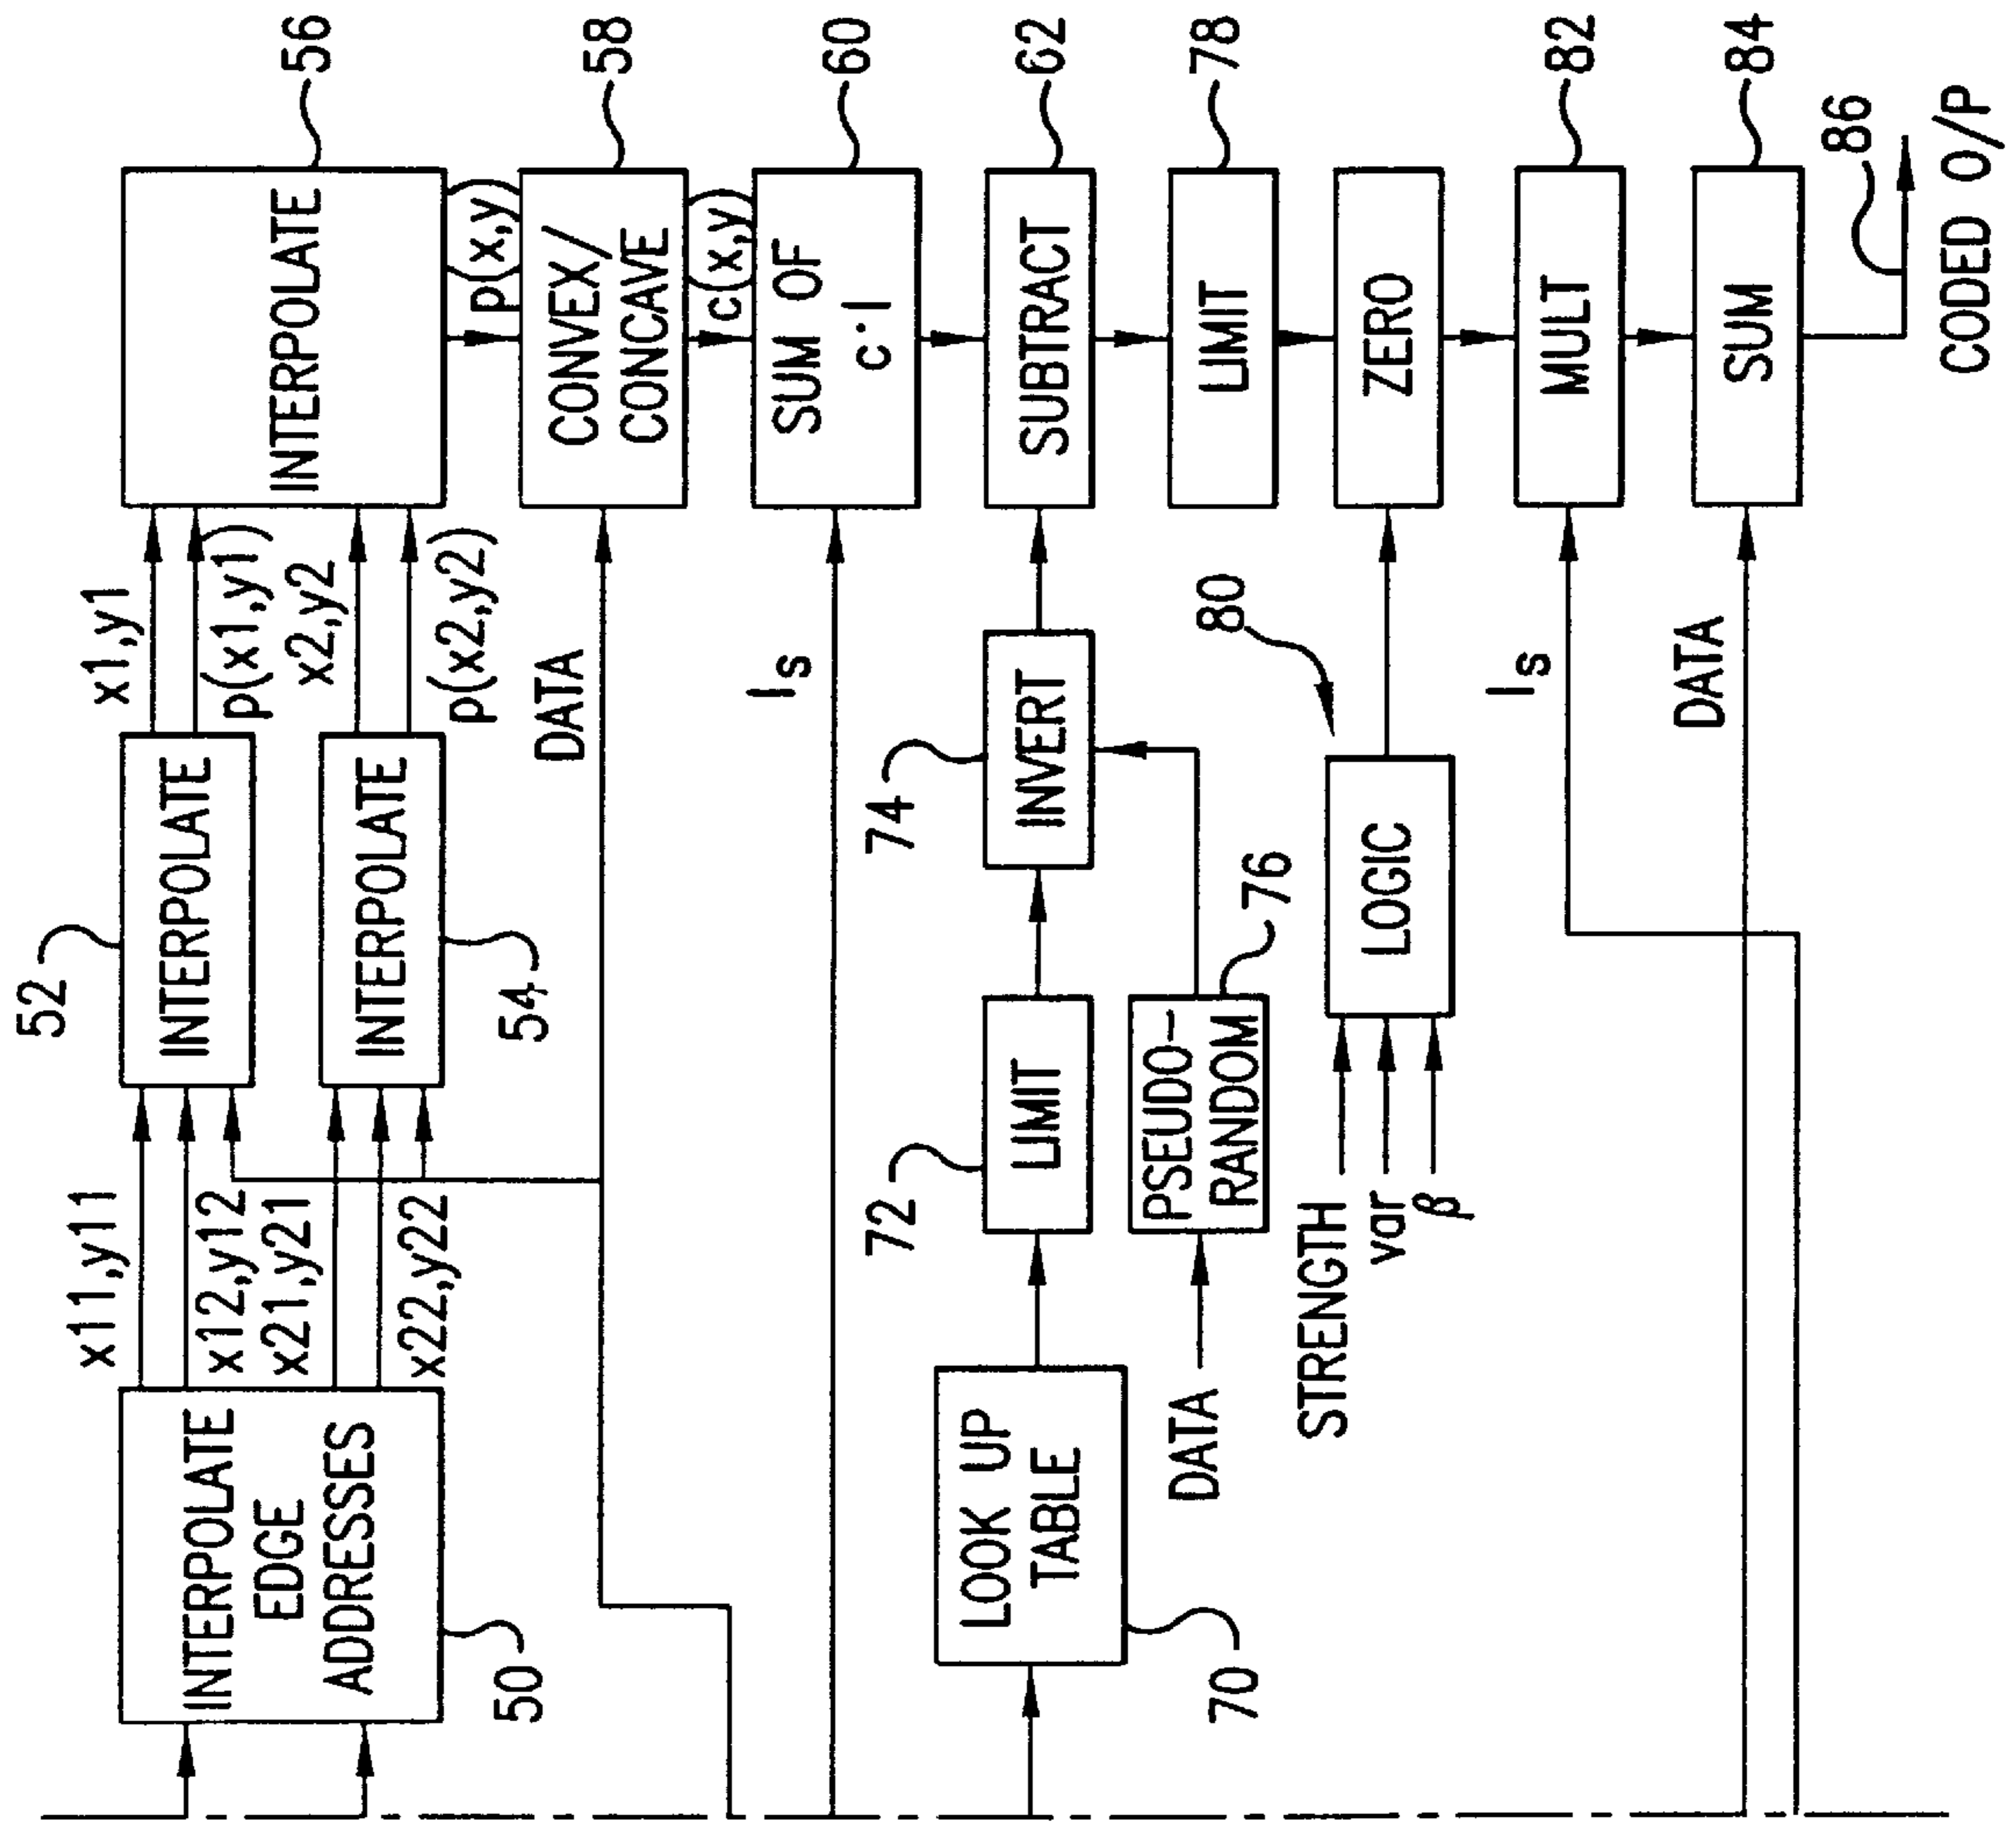 56
58
60
62
78
82
84
86
INTERPOLATE
p(x,y)
CONVEX/
CONCAVE
c(x,y)
SUM OF
c·I
SUBTRACT
LIMIT
ZERO
MULT
SUM
CODED O/P
x1,y1
p(x1,y1)
x2,y2
p(x2,y2)
DATA
Is
80
Is
DATA
52
INTERPOLATE
INTERPOLATE
54
74
INVERT
76
LOGIC
72
LIMIT
PSEUDO-
RANDOM
x11,y11
x12,y12
x21,y21
x22,y22
STRENGTH
var
β
INTERPOLATE
EDGE
ADDRESSES
50
LOOK UP
TABLE
70
DATA